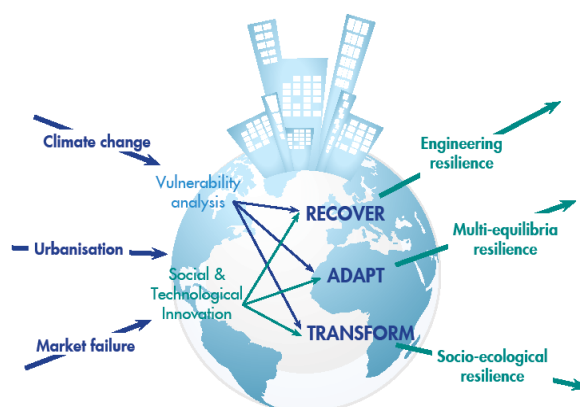 Climate change
Engineering
resilience
Vulnerability
analysis
RECOVER
Multi-equilibria
resilience
Urbanisation
Social &
Technological
Innovation
ADAPT
TRANSFORM
Market failure
Socio-ecological
resilience